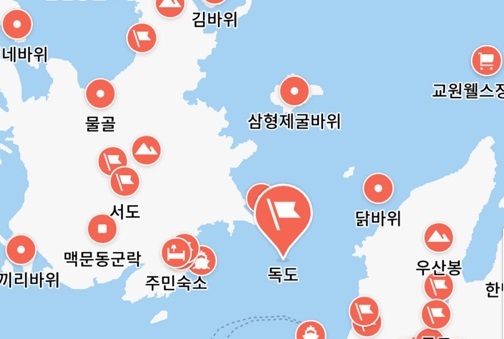 김바위
네바위
교원웰스장
물골
삼형제굴바위
서도
닭바위
맥문동군락
우산봉
끼리바위
주민숙소
독도
한